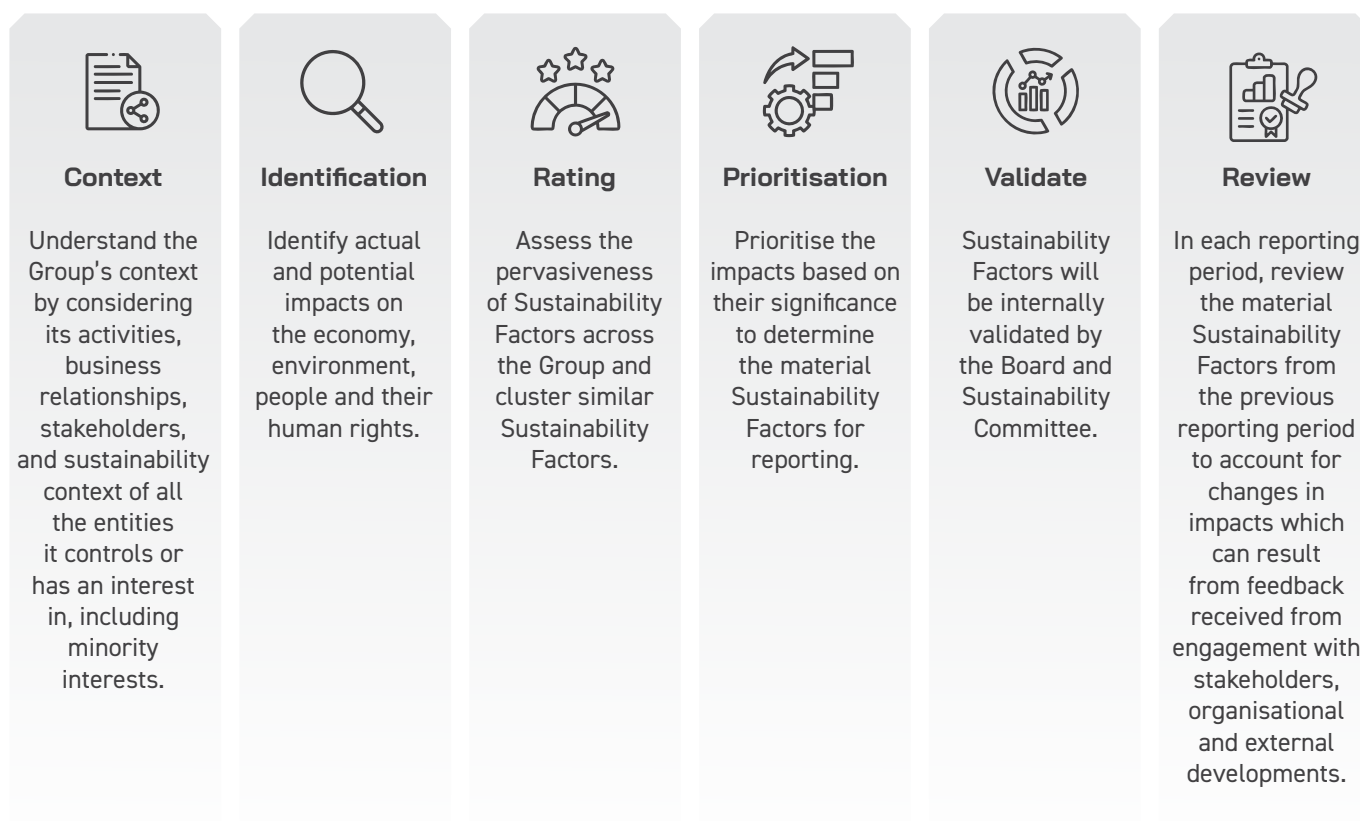 Context
Understand the
Group's context
by considering
its activities,
business
relationships,
stakeholders,
and sustainability
context of all
the entities
it controls or
has an interest
in, including
minority
interests.
Identification
Identify actual
and potential
impacts on
the economy,
environment,
people and their
human rights.
Rating
Assess the
pervasiveness
of Sustainability
Factors across
the Group and
cluster similar
Sustainability
Factors.
Prioritisation
Prioritise the
impacts based on
their significance
to determine
the material
Sustainability
Factors for
reporting.
Validate
Sustainability
Factors will
be internally
validated by
the Board and
Sustainability
Committee.
Review
In each reporting
period, review
the material
Sustainability
Factors from
the previous
reporting period
to account for
changes in
impacts which
can result
from feedback
received from
engagement with
stakeholders,
organisational
and external
developments.